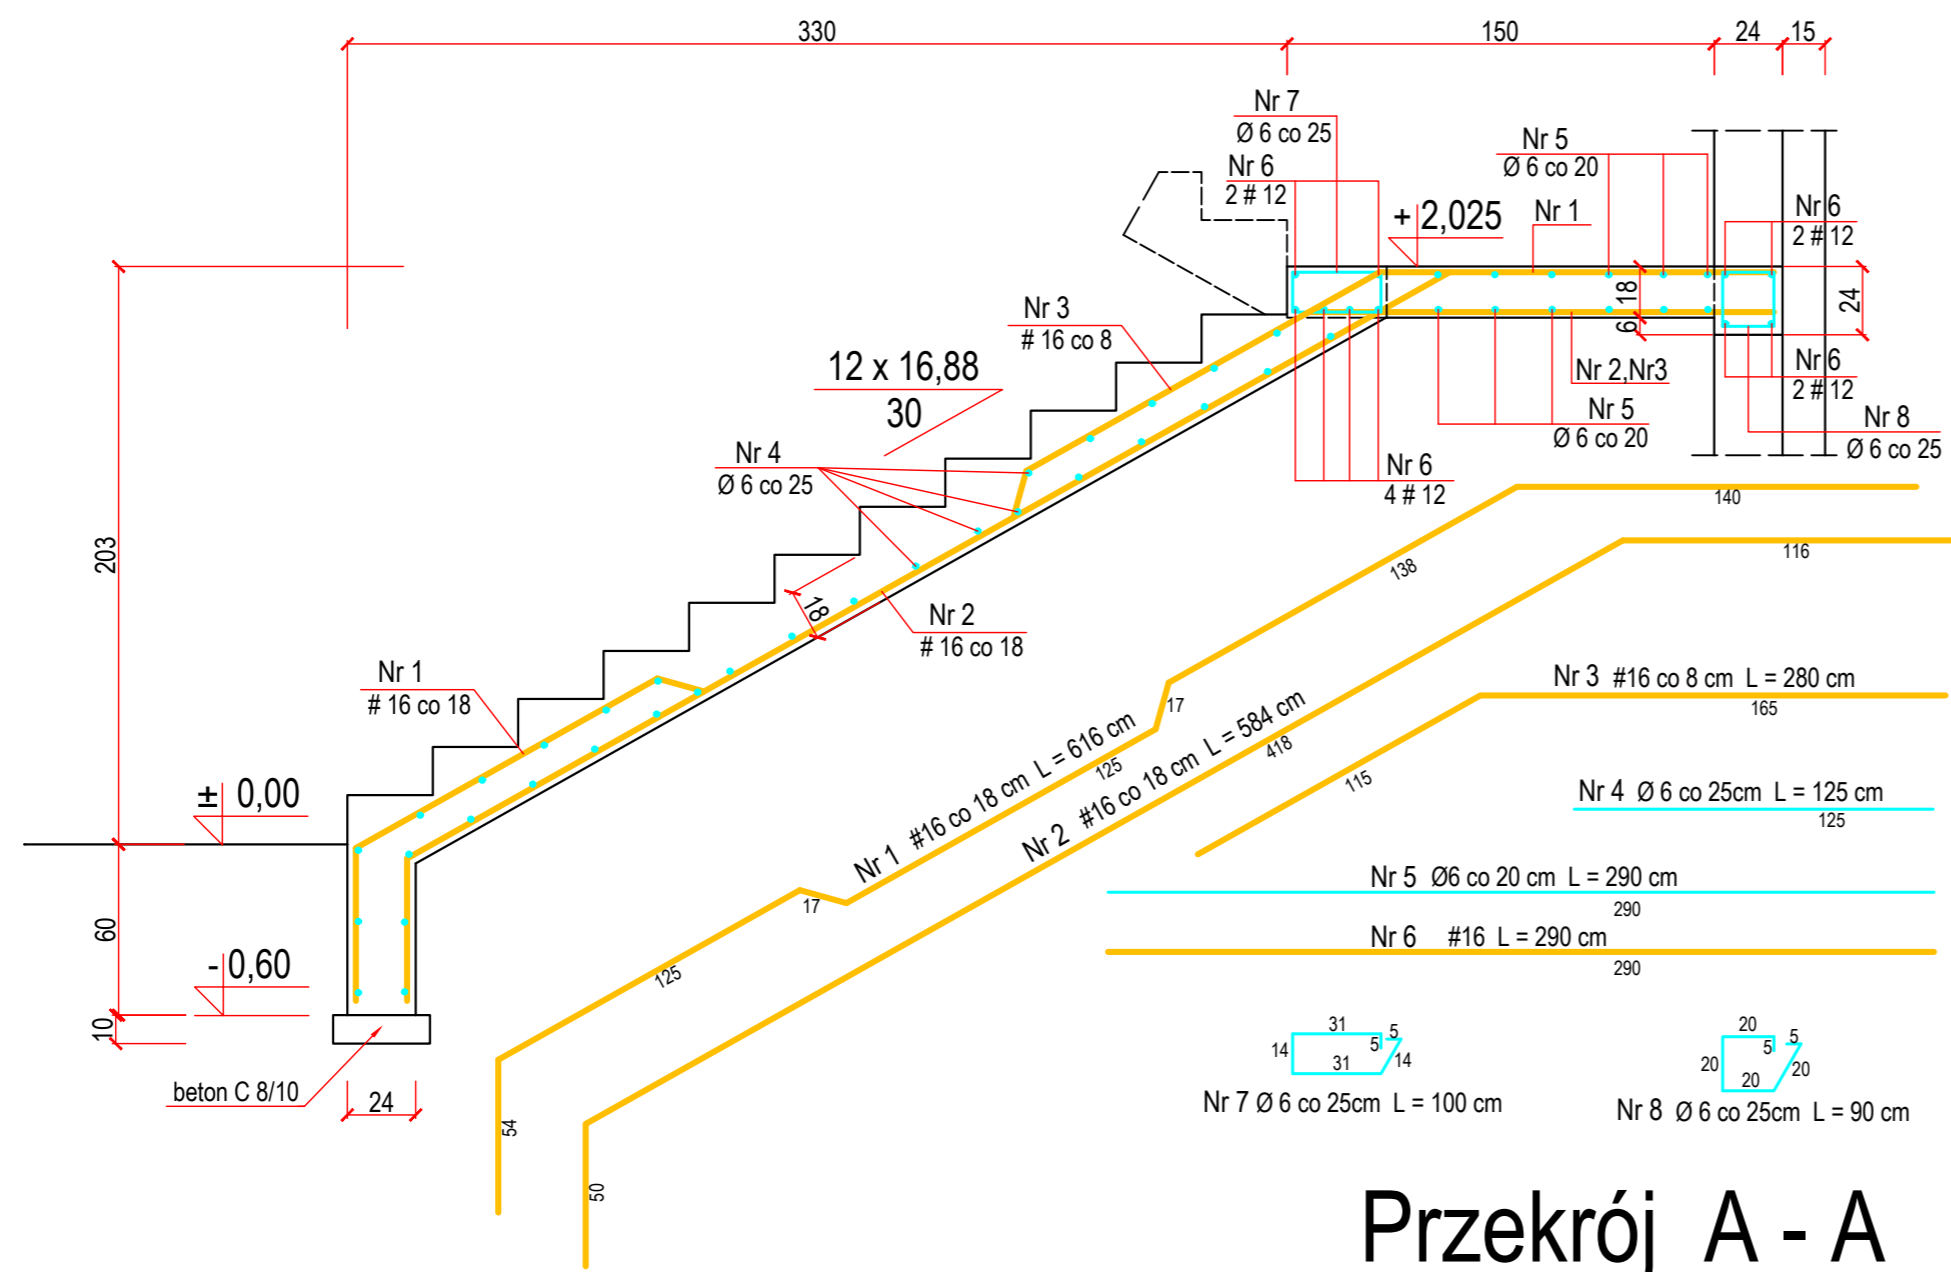 330
150
24
15
Nr 7
Ø 6 co 25
Nr 6
2 # 12
Nr 5
Ø 6 co 20
+ 2,025
Nr 1
Nr 6
2 # 12
18
6
24
Nr 3
# 16 co 8
12 x 16,88
30
Nr 2,Nr3
Nr 6
2 # 12
Nr 5
Ø 6 co 20
Nr 8
Ø 6 co 25
Nr 4
Ø 6 co 25
Nr 6
4 # 12
203
18
Nr 2
# 16 co 18
Nr 1
# 16 co 18
± 0,00
60
- 0,60
10
beton C 8/10
24
140
138
17
Nr 1 #16 co 18 cm L = 616 cm
125
17
125
54
116
Nr 2 #16 co 18 cm L = 584 cm
418
50
Nr 3 #16 co 8 cm L = 280 cm
165
115
Nr 4 Ø 6 co 25cm L = 125 cm
125
Nr 5 Ø6 co 20 cm L = 290 cm
290
Nr 6 #16 L = 290 cm
290
31
5
5
14
31
14
Nr 7 Ø 6 co 25cm L = 100 cm
20
5
5
20
20
20
Nr 8 Ø 6 co 25cm L = 90 cm
Przekrój A - A